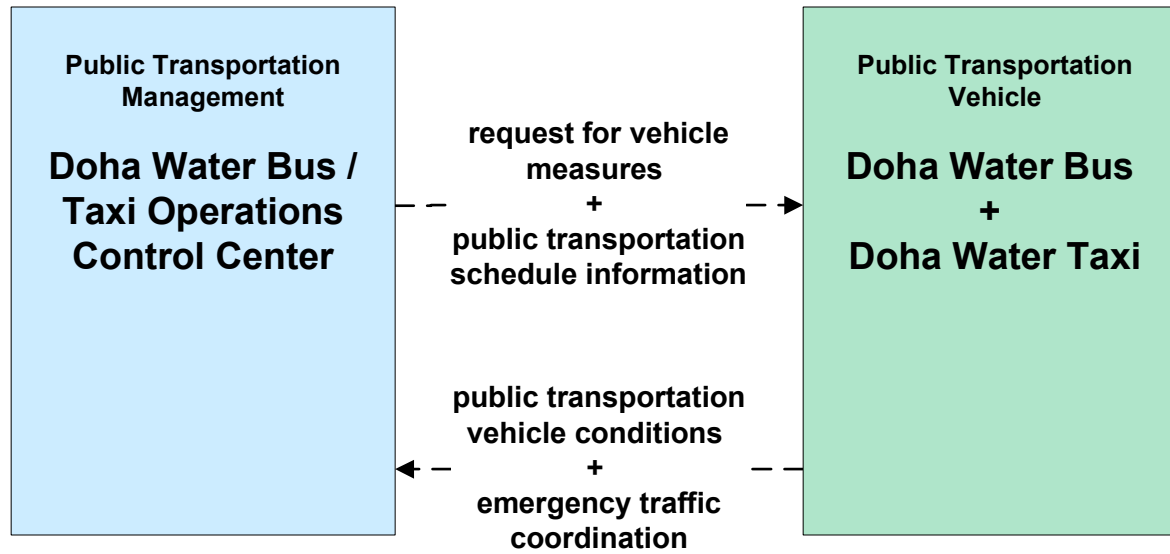 Public Transportation
Management
Doha Water Bus /
Taxi Operations
Control Center
request for vehicle
measures
+
public transportation
schedule information
public transportation
vehicle conditions
+
emergency traffic
coordination
Public Transportation
Vehicle
Doha Water Bus
+
Doha Water Taxi